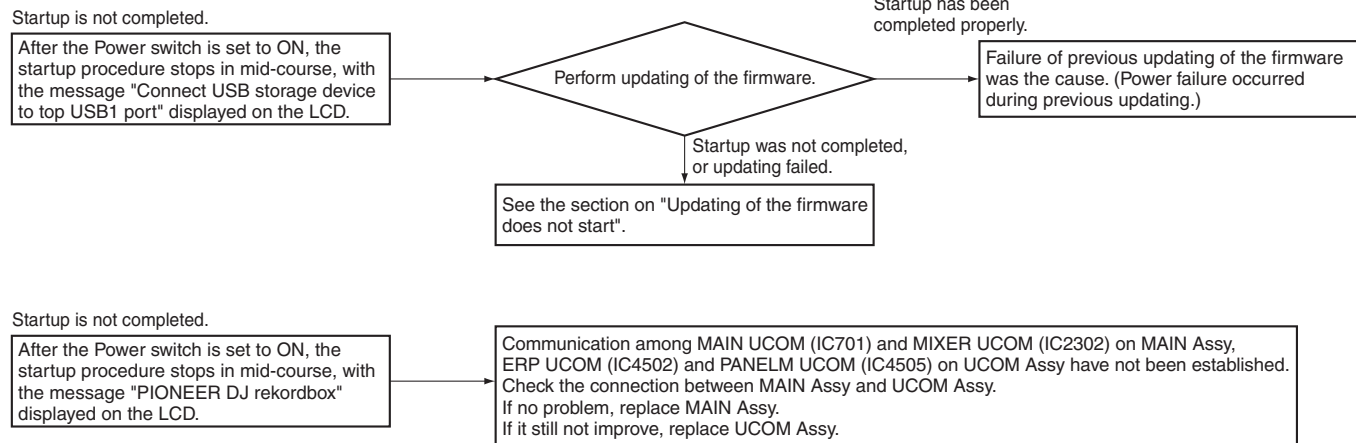 Startup is not completed.
After the Power switch is set to ON, the
startup procedure stops in mid-course, with
the message "Connect USB storage device
to top USB1 port" displayed on the LCD.
Perform updating of the firmware.
Startup has been
completed properly.
Failure of previous updating of the firmware
was the cause. (Power failure occurred
during previous updating.)
Startup was not completed,
or updating failed.
See the section on "Updating of the firmware
does not start".
Startup is not completed.
After the Power switch is set to ON, the
startup procedure stops in mid-course, with
the message "PIONEER DJ rekordbox"
displayed on the LCD.
Communication among MAIN UCOM (IC701) and MIXER UCOM (IC2302) on MAIN Assy,
ERP UCOM (IC4502) and PANELM UCOM (IC4505) on UCOM Assy have not been established.
Check the connection between MAIN Assy and UCOM Assy.
If no problem, replace MAIN Assy.
If it still not improve, replace UCOM Assy.